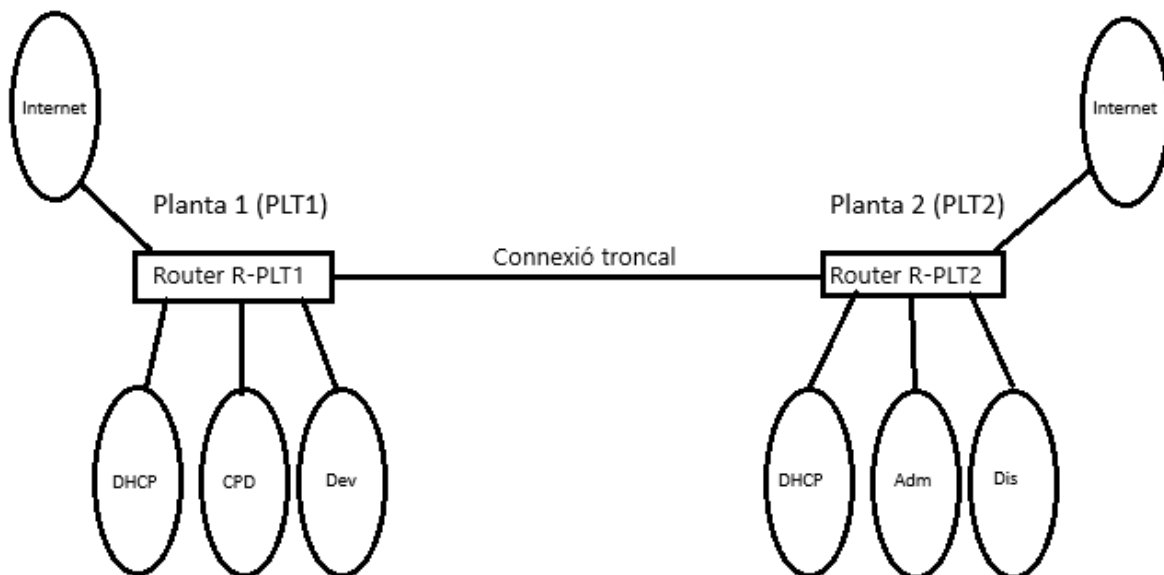 Internet
Internet
Planta 1 (PLT1)
Planta 2 (PLT2)
Router R-PLT1
Connexió troncal
Router R-PLT2
DHCP
CPD
Dev
DHCP
Adm
Dis